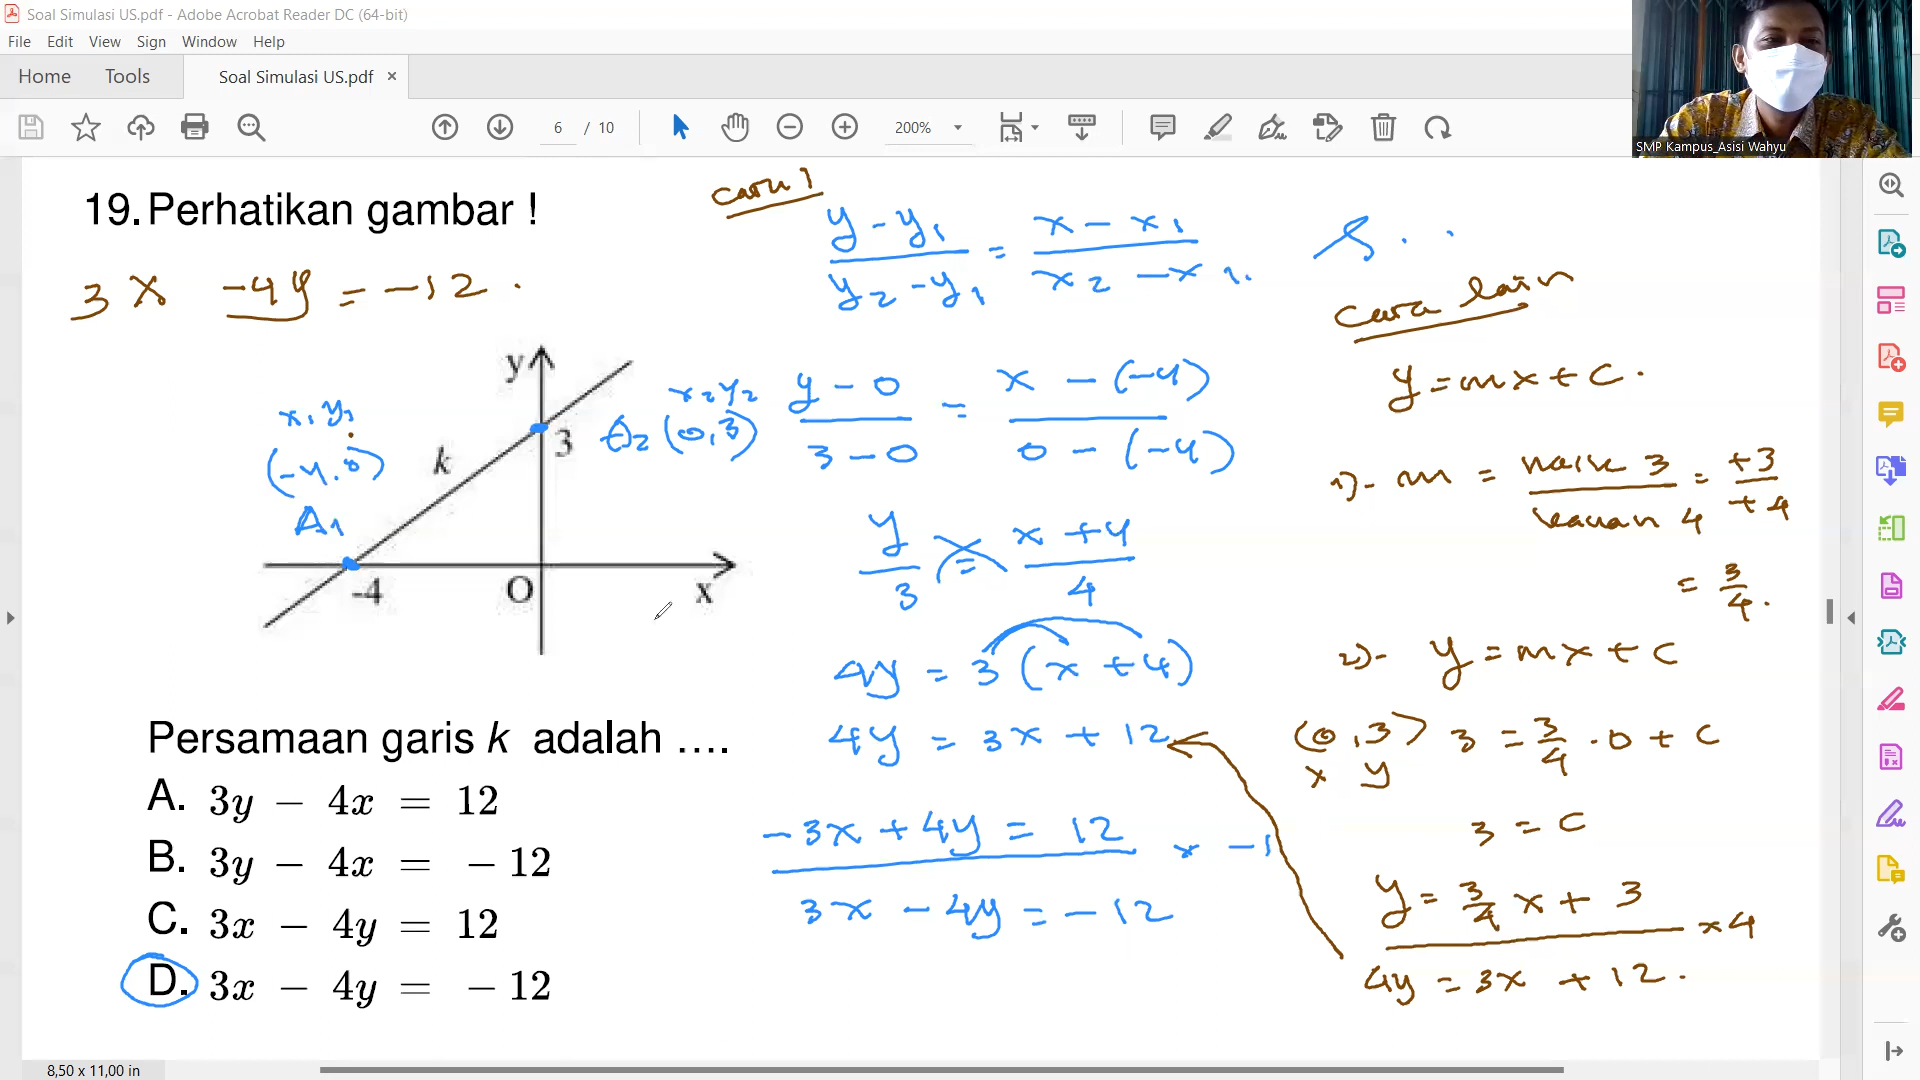 Soal Simulasi US.pdf - Adobe Acrobat Reader DC (64-bit)
File Edit View Sign Window Help
Home Tools Soal Simulasi US.pdf ×
6 / 10 200%
SMP Kampus_Asisi Wahyu
19. Perhatikan gambar !
3x -4y = -12 .
y
3
k
-4 O x
x₁ y₁
(-4,0)
A₁
x₂ y₂
A₂ (0,3)
Persamaan garis k adalah ....
A. 3y − 4x = 12
B. 3y − 4x = − 12
C. 3x − 4y = 12
D. 3x − 4y = − 12
Cara 1
(y - y₁)/(y₂ - y₁) = (x - x₁)/(x₂ - x₁)
(y - 0)/(3 - 0) = (x - (-4))/(0 - (-4))
y/3 = (x + 4)/4
4y = 3 (x + 4)
4y = 3x + 12
-3x + 4y = 12 × -1
3x - 4y = -12
Cara lain
y = mx + c .
1). m = naik 3/kanan 4 = +3/+4
= 3/4 .
2). y = mx + c
(0,3) 3 = 3/4 · 0 + c
x y
3 = c
y = 3/4 x + 3 ×4
4y = 3x + 12 .
8,50 x 11,00 in